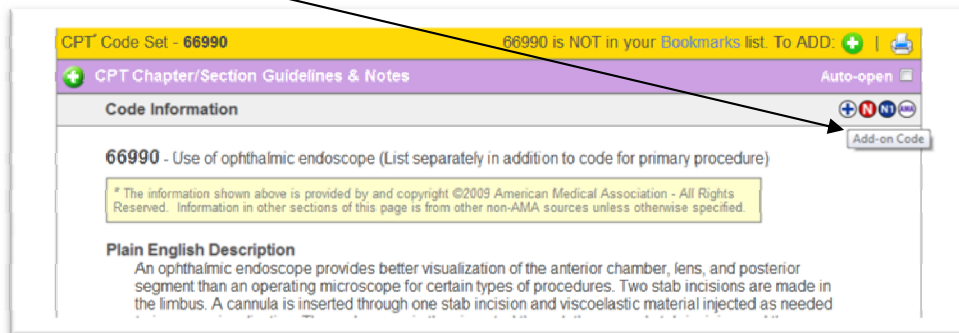 CPT® Code Set - 66990 66990 is NOT in your Bookmarks list. To ADD: |
CPT Chapter/Section Guidelines & Notes Auto-open
Code Information N N1 AMA
Add-on Code
66990 - Use of ophthalmic endoscope (List separately in addition to code for primary procedure)
* The information shown above is provided by and copyright ©2009 American Medical Association - All Rights
Reserved. Information in other sections of this page is from other non-AMA sources unless otherwise specified.
Plain English Description
An ophthalmic endoscope provides better visualization of the anterior chamber, lens, and posterior
segment than an operating microscope for certain types of procedures. Two stab incisions are made in
the limbus. A cannula is inserted through one stab incision and viscoelastic material injected as needed